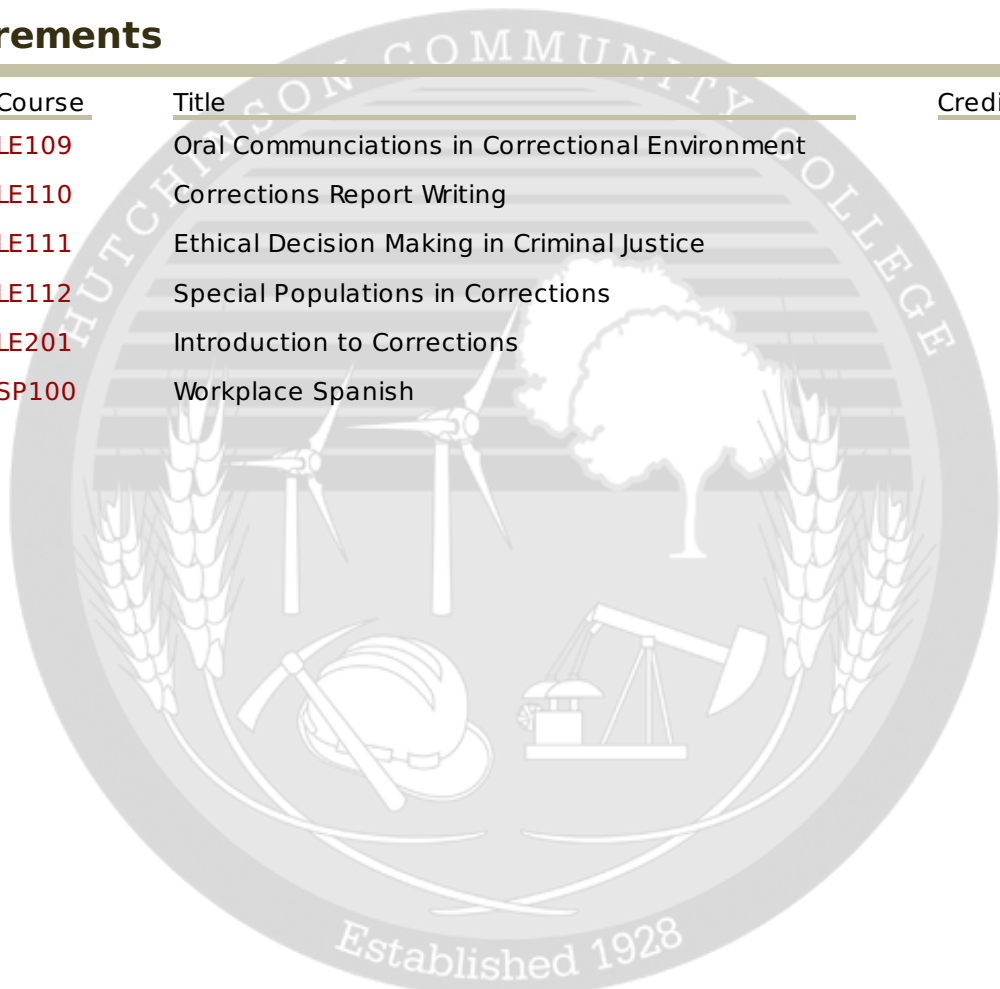 rements
Course Title Credi
LE109 Oral Communciations in Correctional Environment
LE110 Corrections Report Writing
LE111 Ethical Decision Making in Criminal Justice
LE112 Special Populations in Corrections
LE201 Introduction to Corrections
SP100 Workplace Spanish
HUTCHINSON COMMUNITY COLLEGE
Established 1928